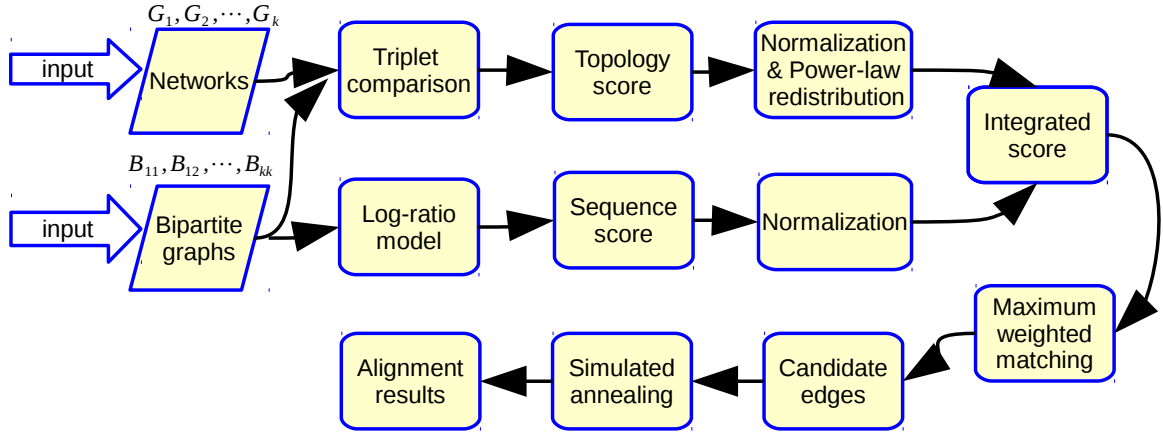 G₁, G₂, ⋯, Gₖ
input
Networks
Triplet
comparison
Topology
score
Normalization
& Power-law
redistribution
Integrated
score
B₁₁, B₁₂, ⋯, Bₖₖ
input
Bipartite
graphs
Log-ratio
model
Sequence
score
Normalization
Maximum
weighted
matching
Candidate
edges
Simulated
annealing
Alignment
results